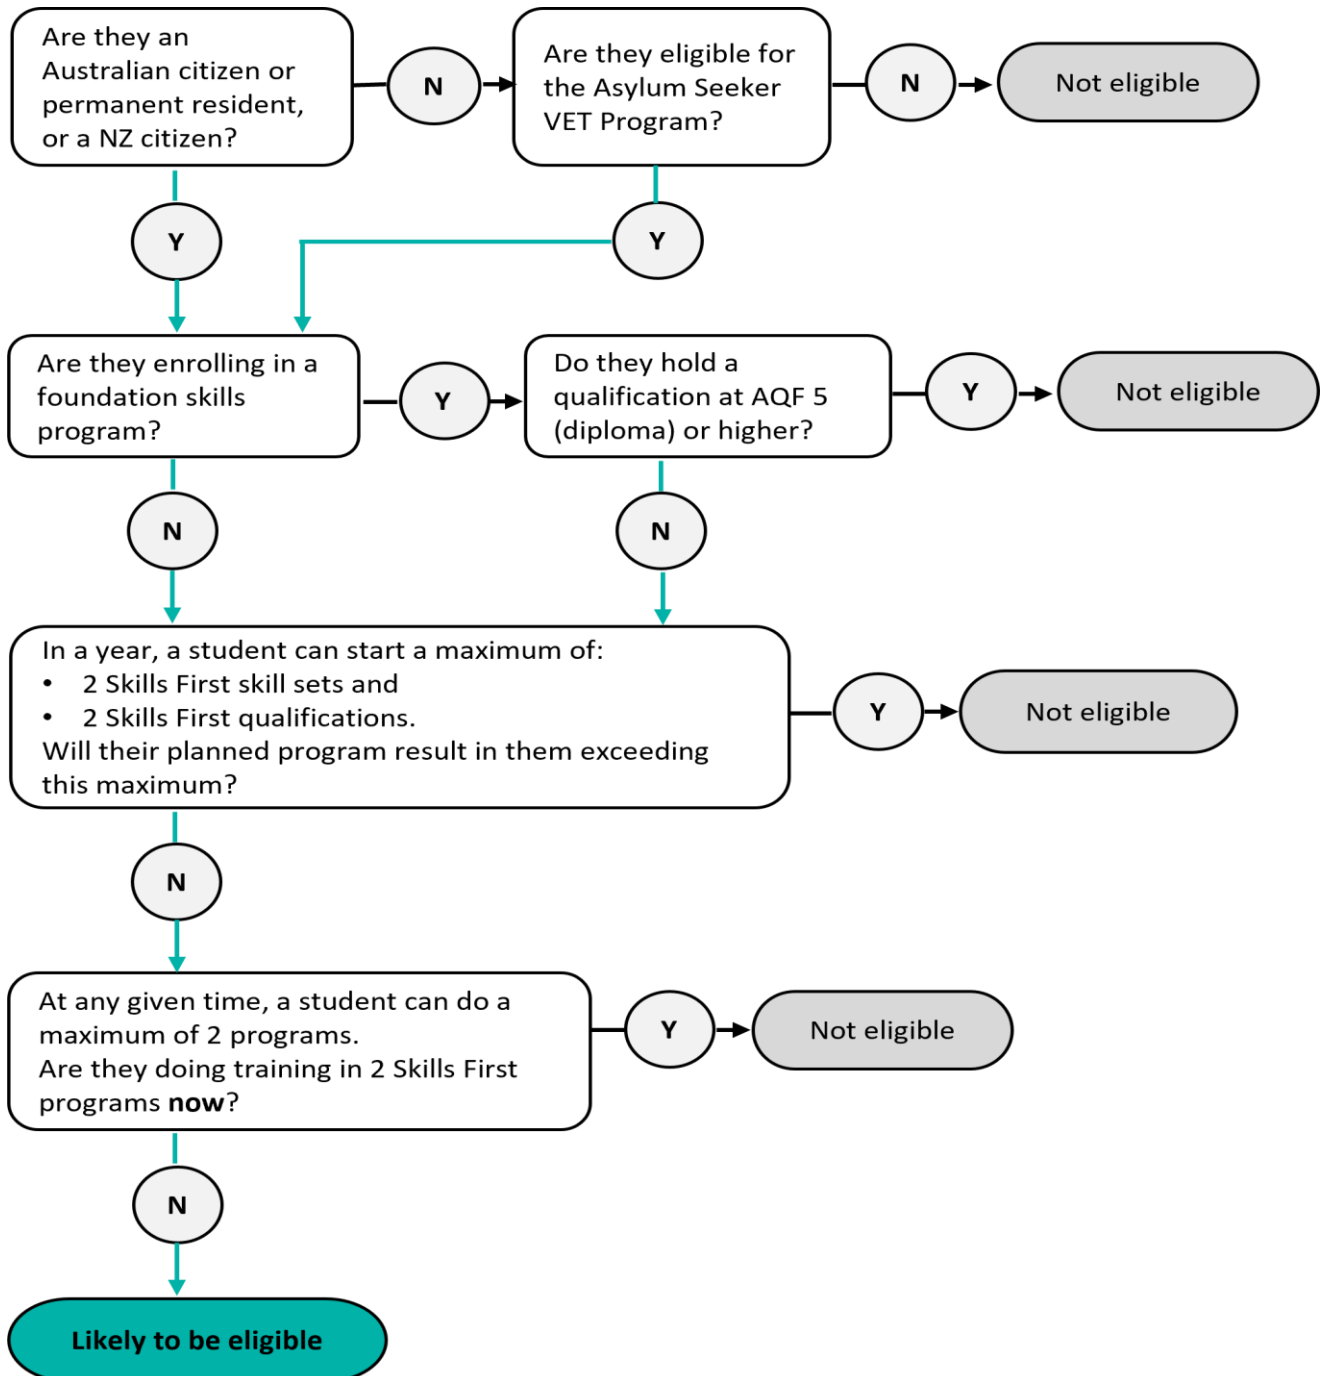 Are they an
Australian citizen or
permanent resident,
or a NZ citizen?
N
Are they eligible for
the Asylum Seeker
VET Program?
N
Not eligible
Y
Y
Are they enrolling in a
foundation skills
program?
Y
Do they hold a
qualification at AQF 5
(diploma) or higher?
Y
Not eligible
N
N
In a year, a student can start a maximum of:
• 2 Skills First skill sets and
• 2 Skills First qualifications.
Will their planned program result in them exceeding
this maximum?
Y
Not eligible
N
At any given time, a student can do a
maximum of 2 programs.
Are they doing training in 2 Skills First
programs now?
Y
Not eligible
N
Likely to be eligible